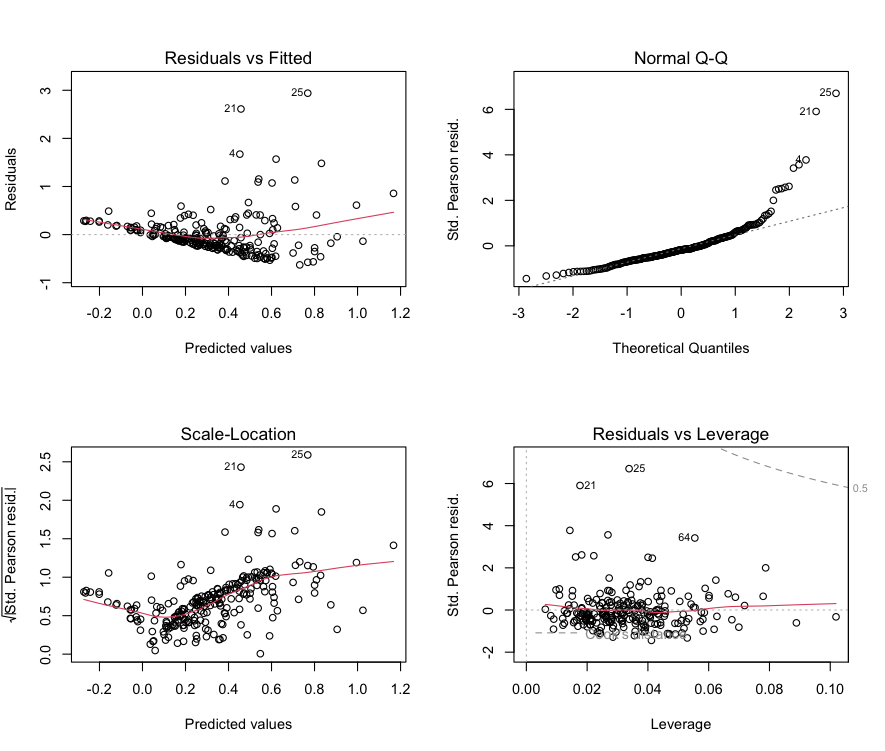 Residuals vs Fitted
Residuals
-1 0 1 2 3
25
21
4
-0.2 0.0 0.2 0.4 0.6 0.8 1.0 1.2
Predicted values
Normal Q-Q
Std. Pearson resid.
0 2 4 6
25
21
4
-3 -2 -1 0 1 2 3
Theoretical Quantiles
Scale-Location
√|Std. Pearson resid.|
0.0 0.5 1.0 1.5 2.0 2.5
25
21
4
-0.2 0.0 0.2 0.4 0.6 0.8 1.0 1.2
Predicted values
Residuals vs Leverage
Std. Pearson resid.
-2 0 2 4 6
25
21
64
0.5
Cook's distance
0.00 0.02 0.04 0.06 0.08 0.10
Leverage